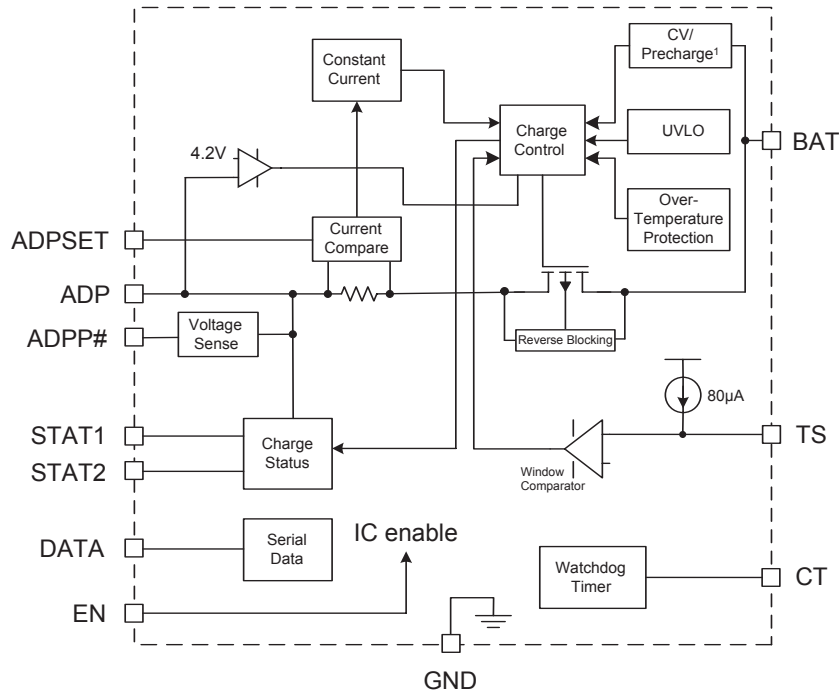 CV/
Precharge¹
Constant
Current
Charge
Control
UVLO
BAT
4.2V
Over-
Temperature
Protection
ADPSET
Current
Compare
ADP
ADPP#
Voltage
Sense
Reverse Blocking
80µA
STAT1
Charge
Status
TS
STAT2
Window
Comparator
DATA
Serial
Data
IC enable
Watchdog
Timer
CT
EN
GND